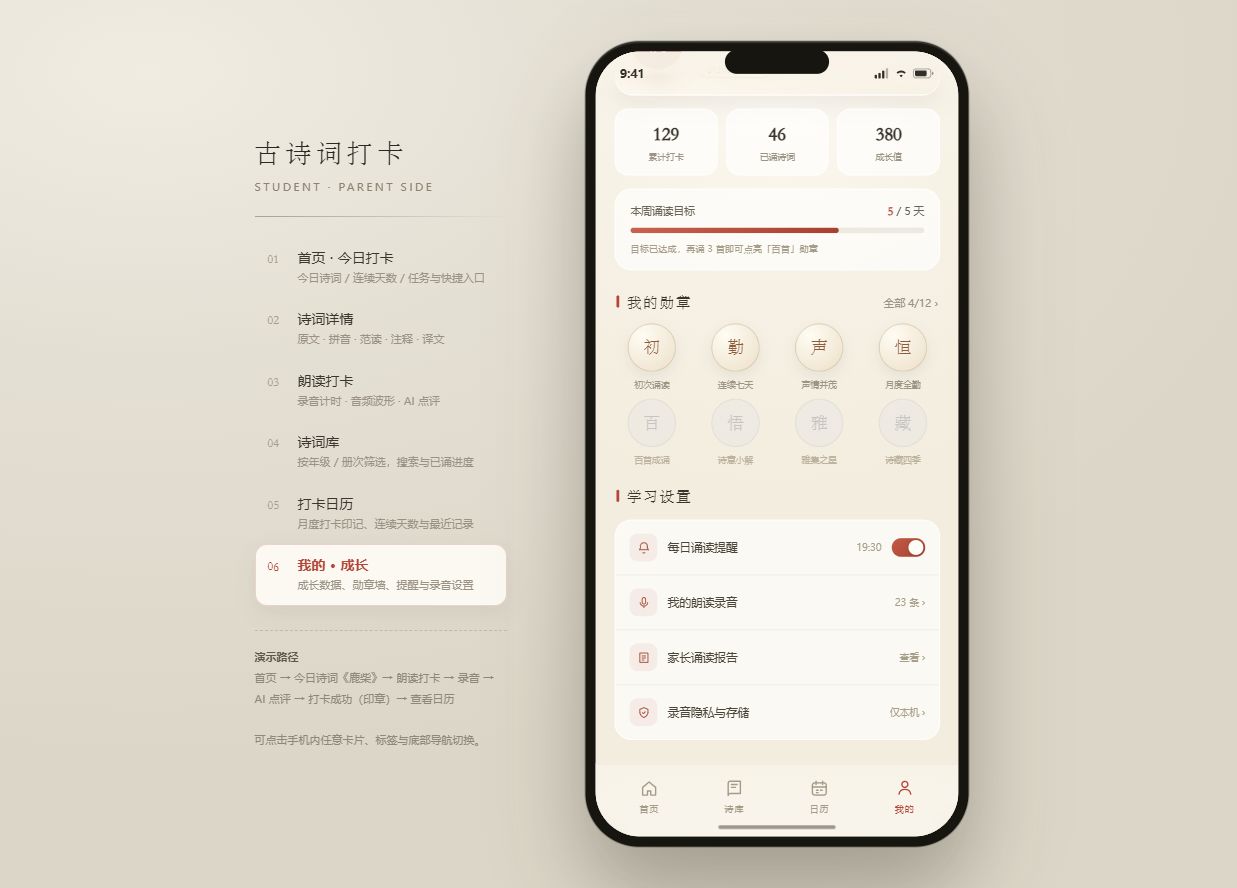 古诗词打卡
STUDENT · PARENT SIDE
01
首页 · 今日打卡
今日诗词 / 连续天数 / 任务与快捷入口
02
诗词详情
原文 · 拼音 · 范读 · 注释 · 译文
03
朗读打卡
录音计时 · 音频波形 · AI 点评
04
诗词库
按年级 / 册次筛选，搜索与已诵进度
05
打卡日历
月度打卡印记、连续天数与最近记录
06
我的 • 成长
成长数据、勋章墙、提醒与录音设置
演示路径
首页 → 今日诗词《鹿柴》→ 朗读打卡 → 录音 →
AI 点评 → 打卡成功（印章）→ 查看日历
可点击手机内任意卡片、标签与底部导航切换。
9:41
129
累计打卡
46
已诵诗词
380
成长值
本周诵读目标
5 / 5 天
目标已达成，再诵 3 首即可点亮「百首」勋章
我的勋章
全部 4/12 ›
初
勤
声
恒
初次诵读
连续七天
声情并茂
月度全勤
百
悟
雅
藏
百首成诵
诗意小解
雅集之星
诗藏四季
学习设置
每日诵读提醒
19:30
我的朗读录音
23 条 ›
家长诵读报告
查看 ›
录音隐私与存储
仅本机 ›
首页
诗库
日历
我的